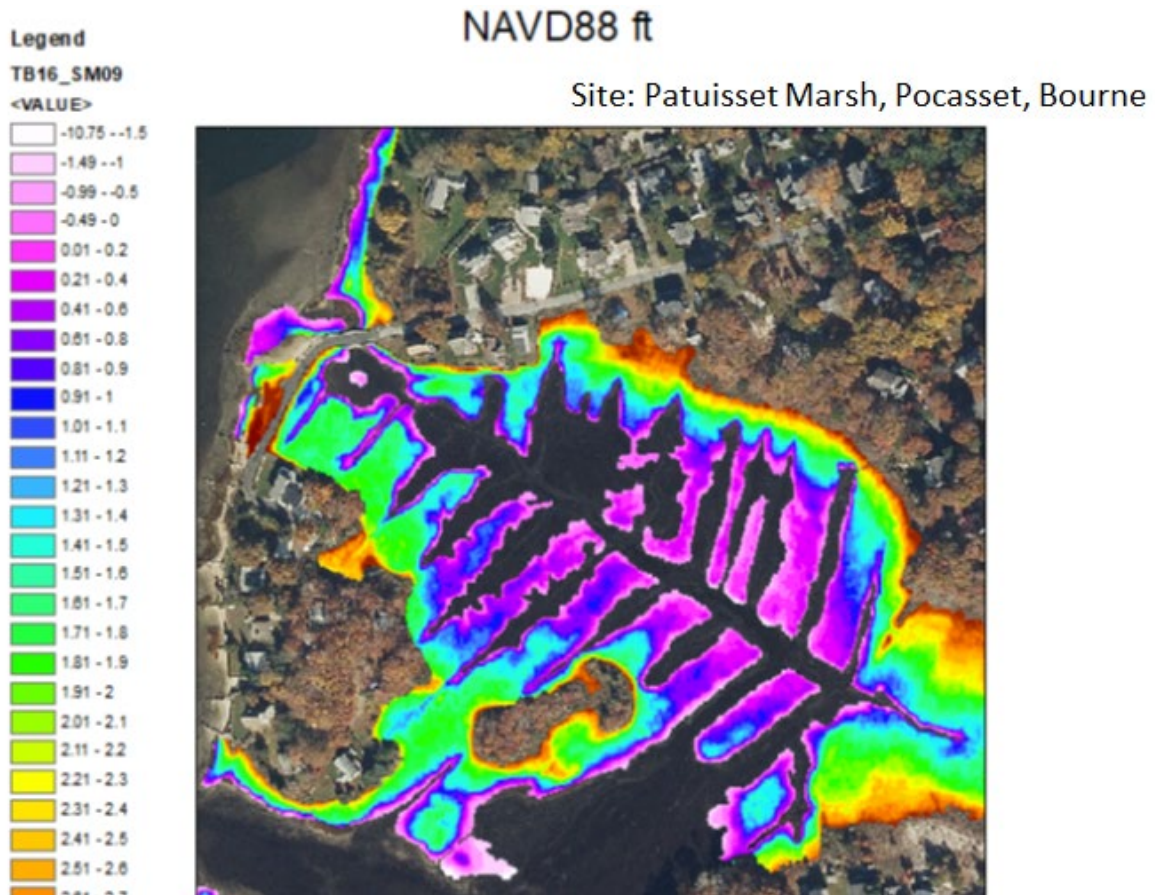 NAVD88 ft
Legend
TB16_SM09
<VALUE>
Site: Patuisset Marsh, Pocasset, Bourne
-10.75 - -1.5
-1.49 - -1
-0.99 - -0.5
-0.49 - 0
0.01 - 0.2
0.21 - 0.4
0.41 - 0.6
0.61 - 0.8
0.81 - 0.9
0.91 - 1
1.01 - 1.1
1.11 - 1.2
1.21 - 1.3
1.31 - 1.4
1.41 - 1.5
1.51 - 1.6
1.61 - 1.7
1.71 - 1.8
1.81 - 1.9
1.91 - 2
2.01 - 2.1
2.11 - 2.2
2.21 - 2.3
2.31 - 2.4
2.41 - 2.5
2.51 - 2.6